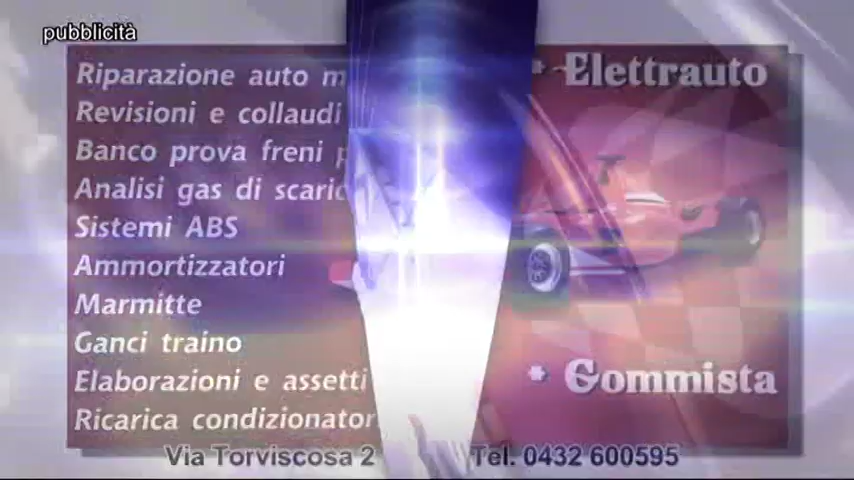 pubblicità
Riparazione auto
Revisioni e collaudi
Banco prova freni
Analisi gas di
Sistemi ABS
Ammortizzatori
Marmitte
Ganci traino
Elaborazioni e assetti
Ricarica
* Elettrauto
* Gommista
Via Torviscosa 2 Tel. 0432 600595